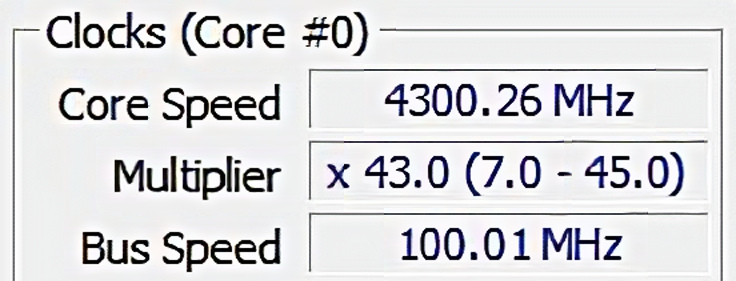 Clocks (Core #0)
Core Speed 4300.26 MHz
Multiplier x 43.0 (7.0 - 45.0)
Bus Speed 100.01 MHz